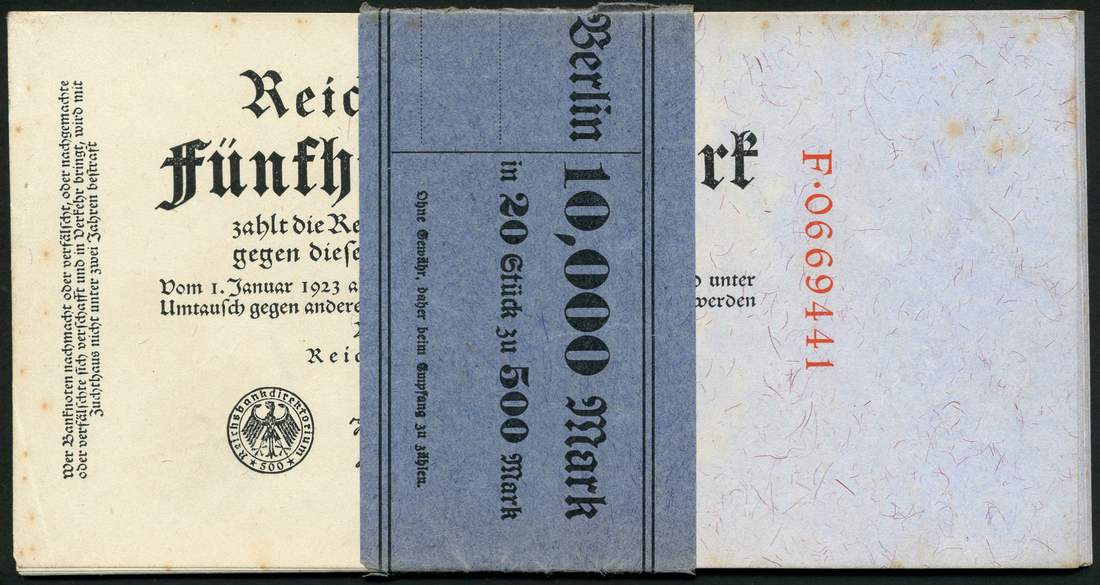 Wer Banknoten nachmacht oder verfälscht, oder nachgemachte
oder verfälschte sich verschafft und in Verkehr bringt, wird mit
Zuchthaus nicht unter zwei Jahren bestraft
Reic
Fünfh
rk
zahlt die Re
gegen diese
Vom 1. Januar 1923 a
unter
Umtausch gegen andere
werden
Reic
Reichsbankdirektorium
500
Berlin 10,000 Mark
in 20 Stück zu 500 Mark
Ohne Gewähr, daher beim Empfang zu zählen.
F·0669441